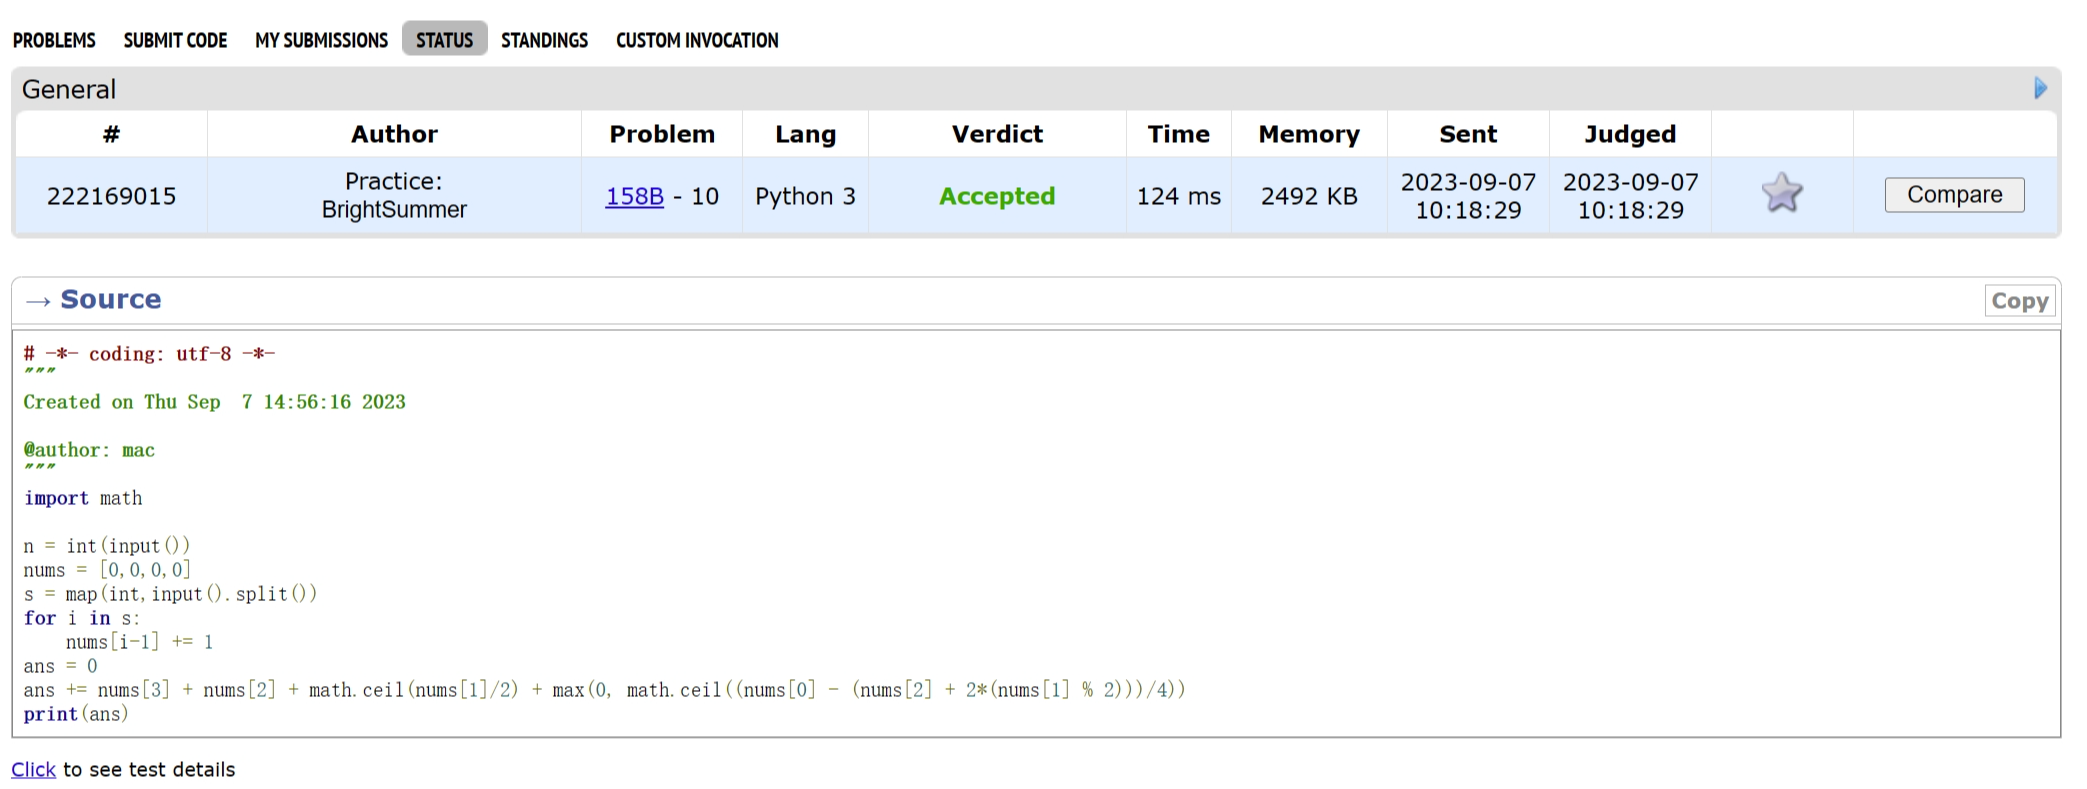 PROBLEMS SUBMIT CODE MY SUBMISSIONS STATUS STANDINGS CUSTOM INVOCATION
General
# Author Problem Lang Verdict Time Memory Sent Judged
222169015 Practice: BrightSummer 158B - 10 Python 3 Accepted 124 ms 2492 KB 2023-09-07 10:18:29 2023-09-07 10:18:29 Compare
→ Source Copy
# -*- coding: utf-8 -*-
"""
Created on Thu Sep  7 14:56:16 2023

@author: mac
"""
import math

n = int(input())
nums = [0,0,0,0]
s = map(int,input().split())
for i in s:
    nums[i-1] += 1
ans = 0
ans += nums[3] + nums[2] + math.ceil(nums[1]/2) + max(0, math.ceil((nums[0] - (nums[2] + 2*(nums[1] % 2)))/4))
print(ans)
Click to see test details